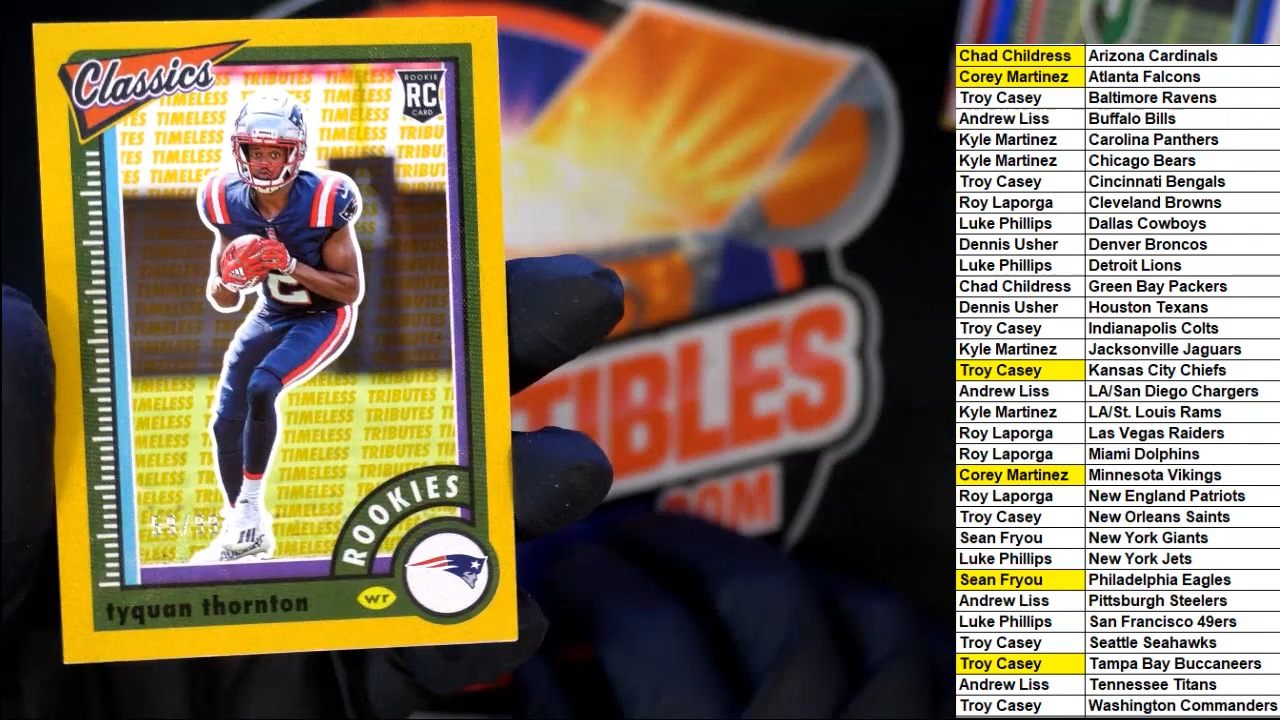 Classics
ROOKIE
RC
CARD
TIMELESS TRIBUTES
2
ROOKIES
tyquan thornton
wr
TIBLES
.COM
Chad Childress Arizona Cardinals
Corey Martinez Atlanta Falcons
Troy Casey Baltimore Ravens
Andrew Liss Buffalo Bills
Kyle Martinez Carolina Panthers
Kyle Martinez Chicago Bears
Troy Casey Cincinnati Bengals
Roy Laporga Cleveland Browns
Luke Phillips Dallas Cowboys
Dennis Usher Denver Broncos
Luke Phillips Detroit Lions
Chad Childress Green Bay Packers
Dennis Usher Houston Texans
Troy Casey Indianapolis Colts
Kyle Martinez Jacksonville Jaguars
Troy Casey Kansas City Chiefs
Andrew Liss LA/San Diego Chargers
Kyle Martinez LA/St. Louis Rams
Roy Laporga Las Vegas Raiders
Roy Laporga Miami Dolphins
Corey Martinez Minnesota Vikings
Roy Laporga New England Patriots
Troy Casey New Orleans Saints
Sean Fryou New York Giants
Luke Phillips New York Jets
Sean Fryou Philadelphia Eagles
Andrew Liss Pittsburgh Steelers
Luke Phillips San Francisco 49ers
Troy Casey Seattle Seahawks
Troy Casey Tampa Bay Buccaneers
Andrew Liss Tennessee Titans
Troy Casey Washington Commanders